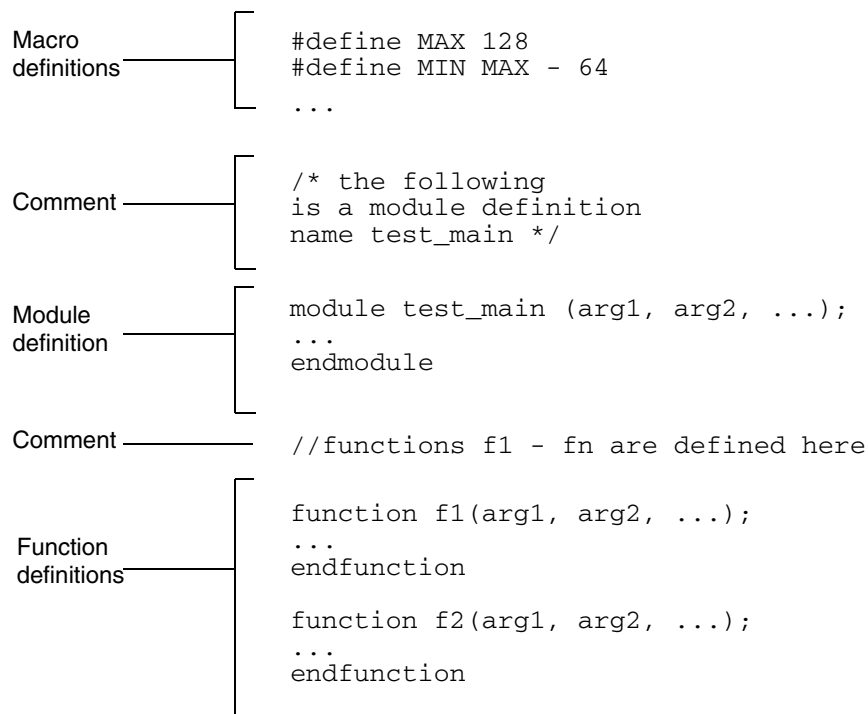 Macro
definitions
#define MAX 128
#define MIN MAX - 64
...
Comment
/* the following
is a module definition
name test_main */
Module
definition
module test_main (arg1, arg2, ...);
...
endmodule
Comment
//functions f1 - fn are defined here
Function
definitions
function f1(arg1, arg2, ...);
...
endfunction
function f2(arg1, arg2, ...);
...
endfunction